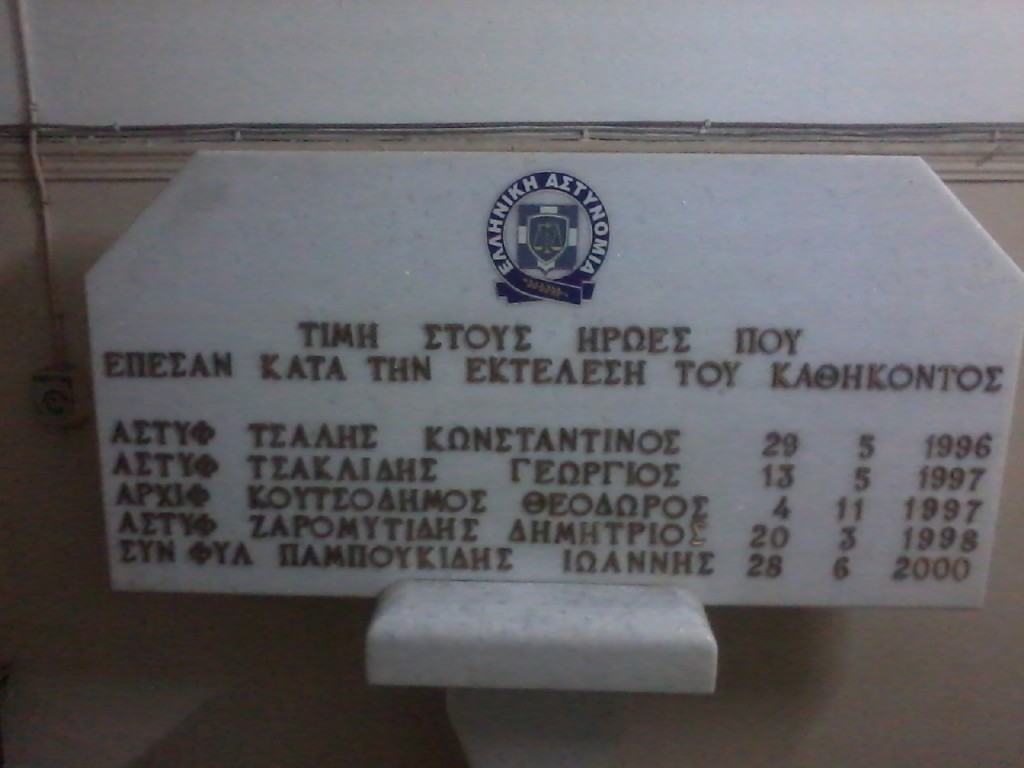 ΕΛΛΗΝΙΚΗ ΑΣΤΥΝΟΜΙΑ
ΤΙΜΗ ΣΤΟΥΣ ΗΡΩΕΣ ΠΟΥ
ΕΠΕΣΑΝ ΚΑΤΑ ΤΗΝ ΕΚΤΕΛΕΣΗ ΤΟΥ ΚΑΘΗΚΟΝΤΟΣ
ΑΣΤΥΦ ΤΣΑΛΗΣ ΚΩΝΣΤΑΝΤΙΝΟΣ 29 5 1996
ΑΣΤΥΦ ΤΣΑΚΛΙΔΗΣ ΓΕΩΡΓΙΟΣ 13 5 1997
ΑΡΧΙΦ ΚΟΥΤΣΟΔΗΜΟΣ ΘΕΟΔΩΡΟΣ 4 11 1997
ΑΣΤΥΦ ΖΑΡΟΜΥΤΙΔΗΣ ΔΗΜΗΤΡΙΟΣ 20 3 1998
ΣΥΝ ΦΥΛ ΠΑΜΠΟΥΚΙΔΗΣ ΙΩΑΝΝΗΣ 28 6 2000